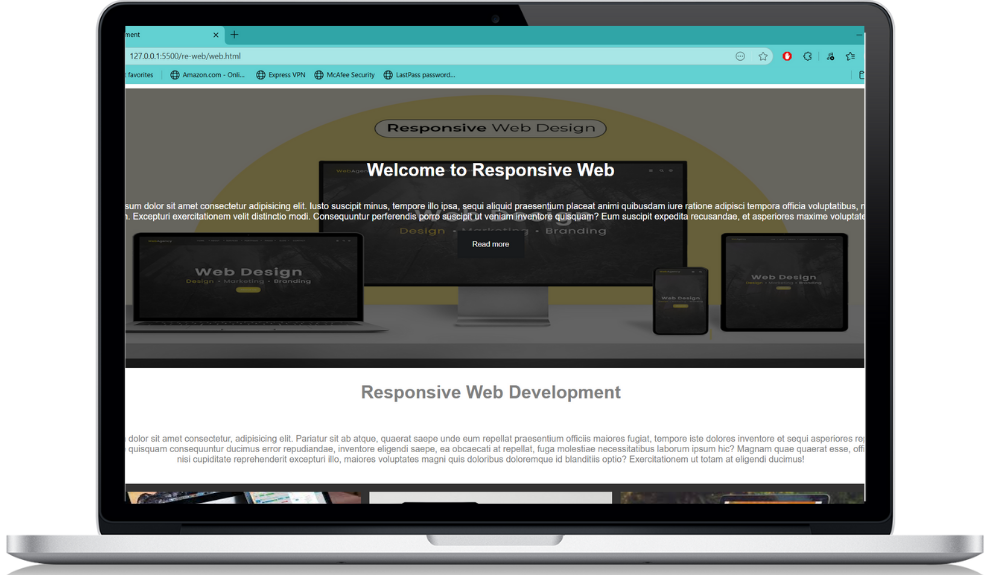 ment
127.0.0.1:5500/re-web/web.html
favorites
Amazon.com - Onli...
Express VPN
McAfee Security
LastPass password...
Responsive Web Design
Welcome to Responsive Web
sum dolor sit amet consectetur adipisicing elit. Iusto suscipit minus, tempore illo ipsa, sequi aliquid praesentium placeat animi quibusdam iure ratione adipisci tempora officia voluptatibus,
. Excepturi exercitationem velit distinctio modi. Consequuntur perferendis porro suscipit ut veniam inventore quisquam? Eum suscipit expedita recusandae, et asperiores maxime voluptate
Web Design
Design - Marketing - Branding
Read more
Web Design
Design - Marketing - Branding
Web Design
Web Design
Responsive Web Development
dolor sit amet consectetur, adipisicing elit. Pariatur sit ab atque, quaerat saepe unde eum repellat praesentium officiis maiores fugiat, tempore iste dolores inventore et sequi asperiores
quisquam consequuntur ducimus error repudiandae, inventore eligendi saepe, ea obcaecati at repellat, fuga molestiae necessitatibus laborum ipsum hic? Magnam quae quaerat esse,
nisi cupiditate reprehenderit excepturi illo, maiores voluptates magni quis doloribus doloremque id blanditiis optio? Exercitationem ut totam at eligendi ducimus!